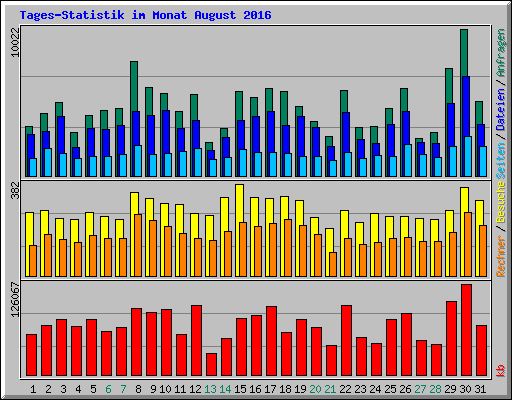 Tages-Statistik im Monat August 2016
10022
Seiten / Dateien / Anfragen
382
Rechner / Besuche
126067
kb
1 2 3 4 5 6 7 8 9 10 11 12 13 14 15 16 17 18 19 20 21 22 23 24 25 26 27 28 29 30 31